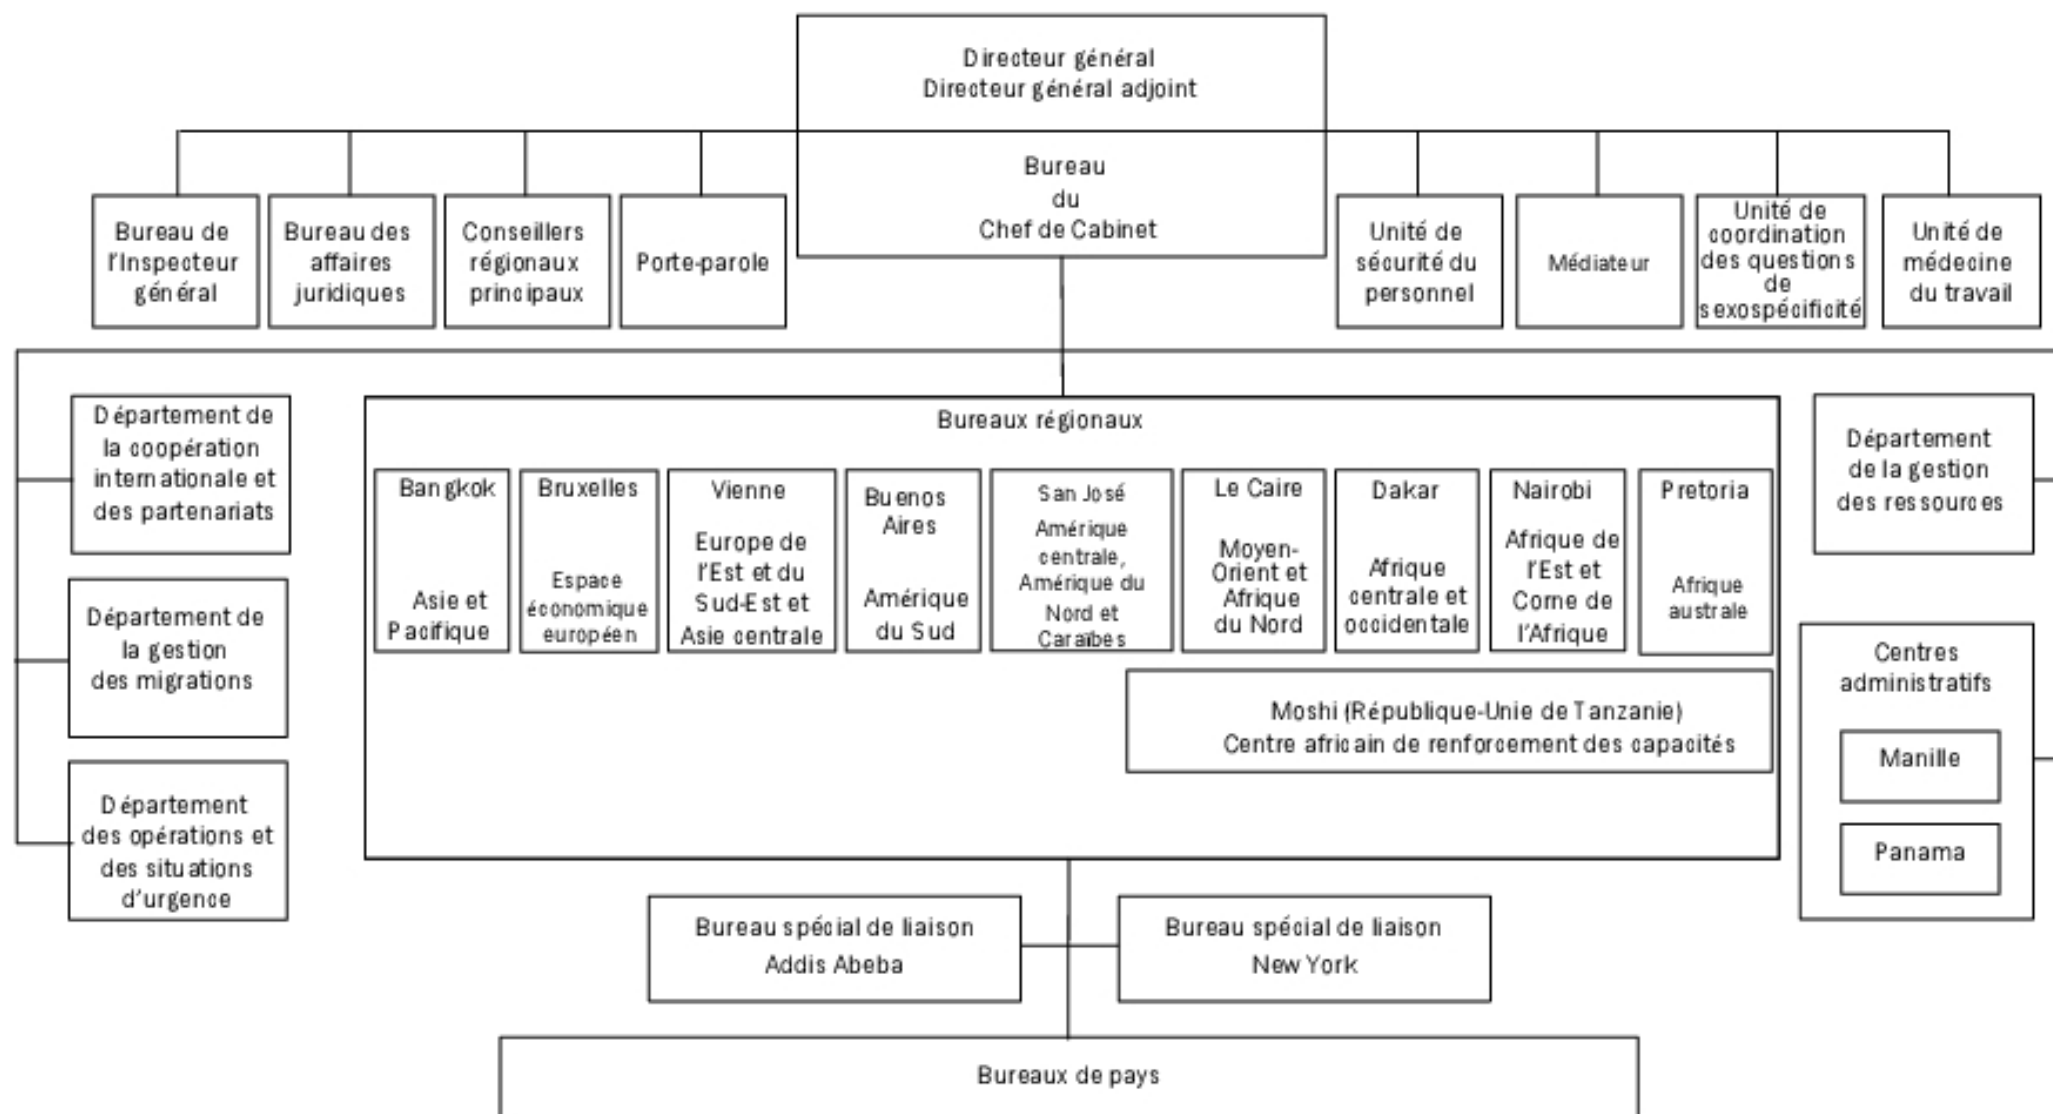 Directeur général
Directeur général adjoint
Bureau
du
Chef de Cabinet
Bureau de
l'Inspecteur
général
Bureau des
affaires
juridiques
Conseillers
régionaux
principaux
Porte-parole
Unité de
sécurité du
personnel
Médiateur
Unité de
coordination
des questions
de
sexospécificité
Unité de
médecine
du travail
Département de
la coopération
internationale et
des partenariats
Département de
la gestion
des migrations
Département
des opérations et
des situations
d'urgence
Bureaux régionaux
Bangkok
Asie et
Pacifique
Bruxelles
Espace
économique
européen
Vienne
Europe de
l'Est et du
Sud-Est et
Asie centrale
Buenos
Aires
Amérique
du Sud
San José
Amérique
centrale,
Amérique du
Nord et
Caraïbes
Le Caire
Moyen-
Orient et
Afrique
du Nord
Dakar
Afrique
centrale et
occidentale
Nairobi
Afrique de
l'Est et
Corne de
l'Afrique
Pretoria
Afrique
australe
Moshi (République-Unie de Tanzanie)
Centre africain de renforcement des capacités
Département
de la gestion
des ressources
Centres
administratifs
Manille
Panama
Bureau spécial de liaison
Addis Abeba
Bureau spécial de liaison
New York
Bureaux de pays